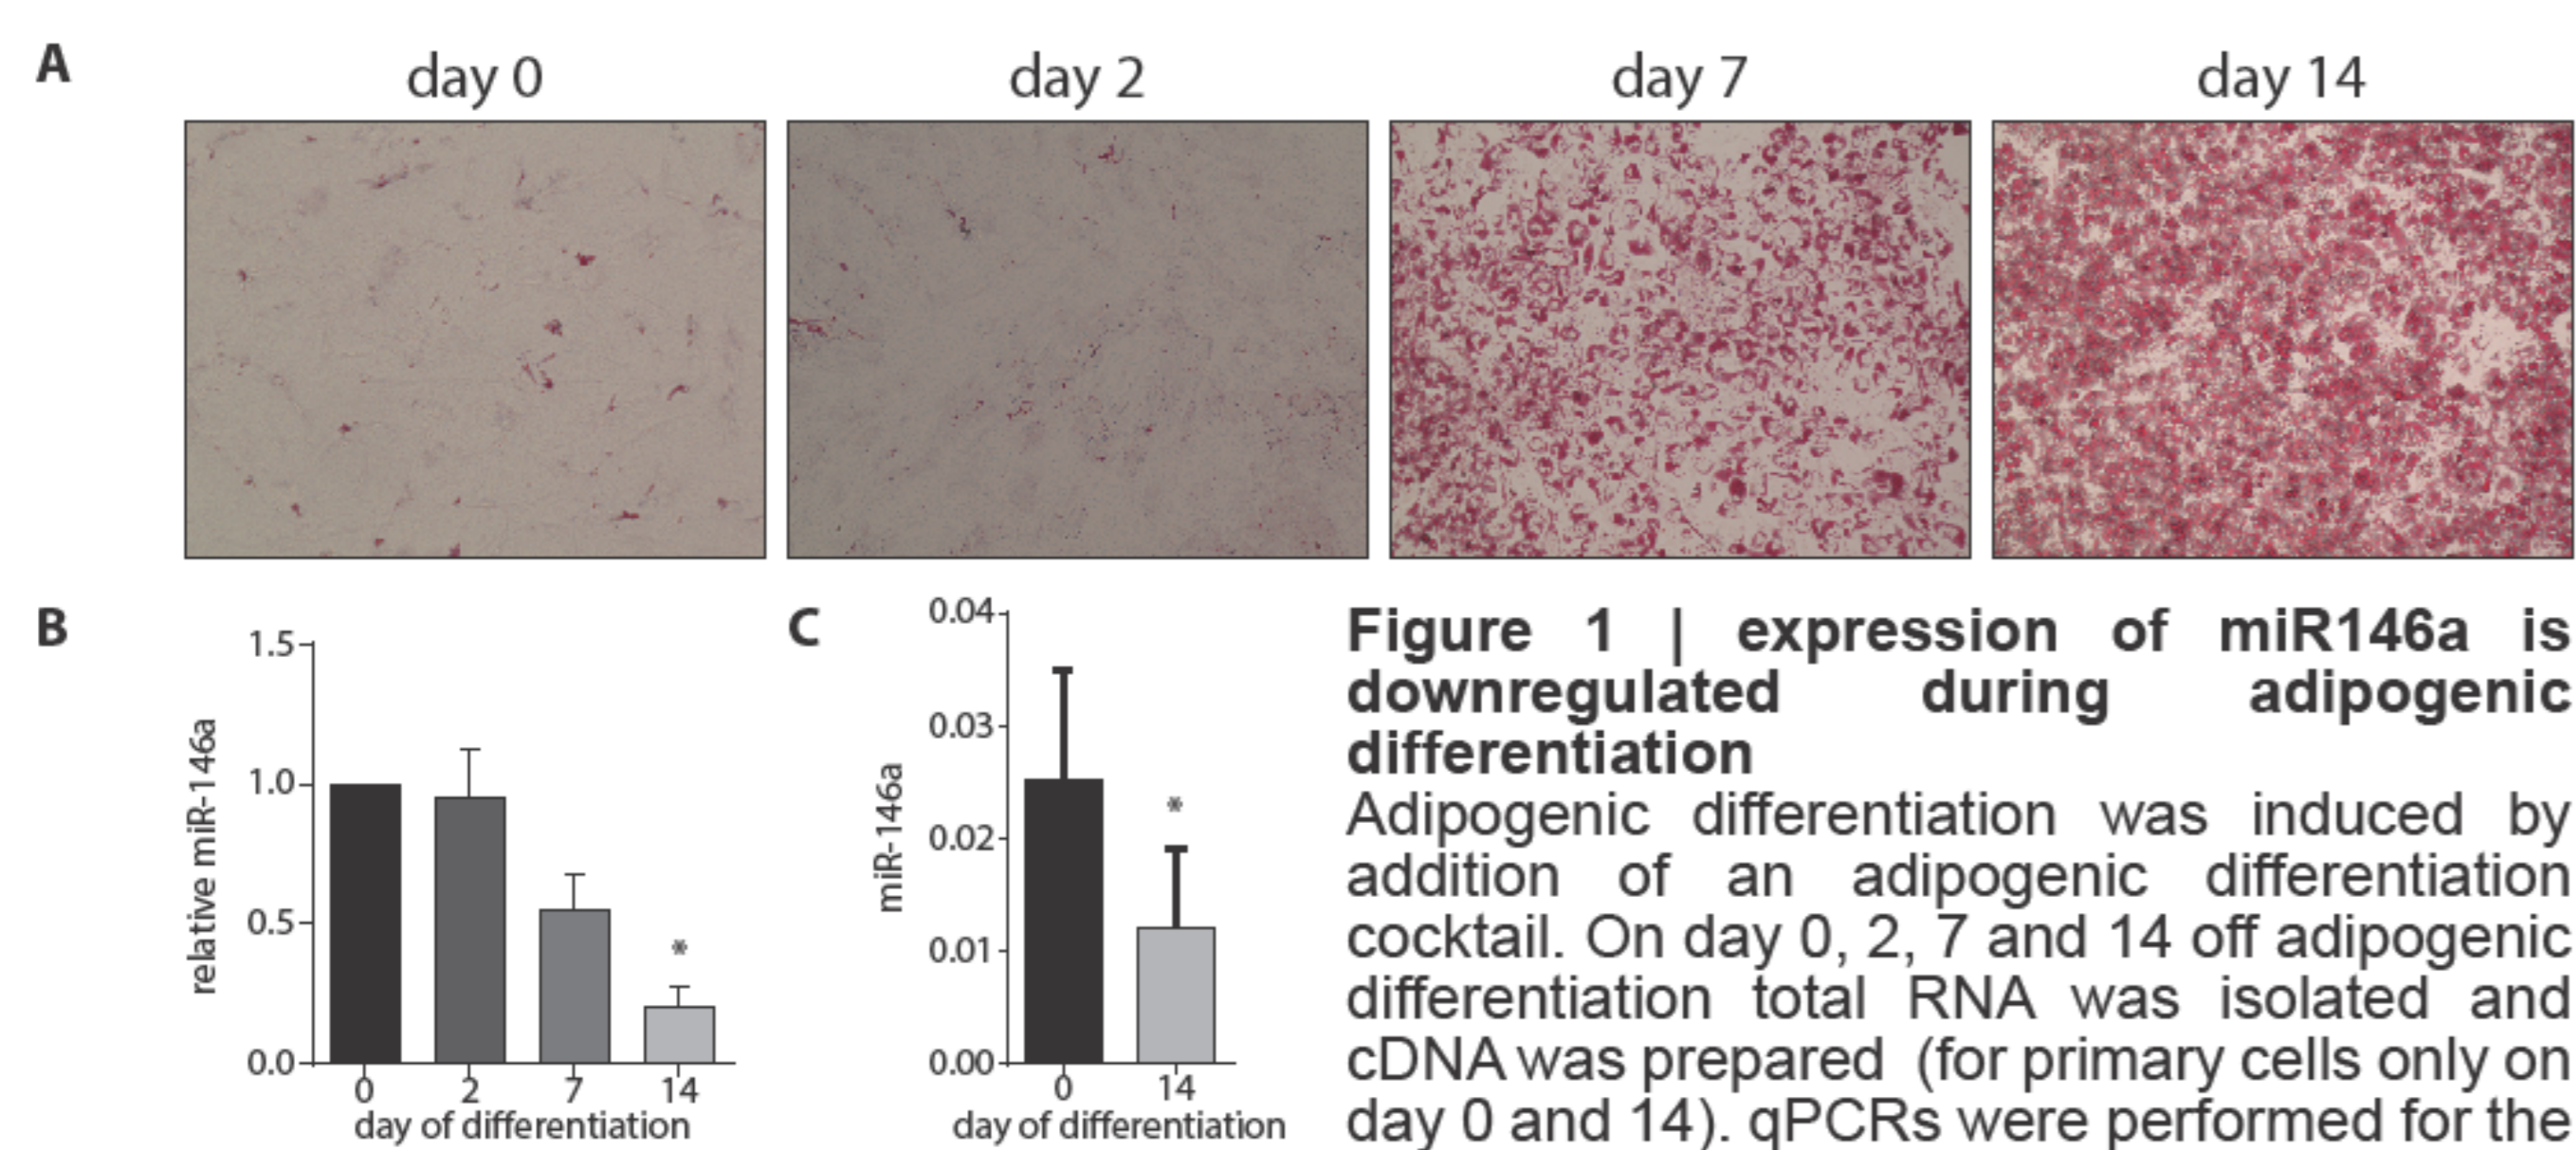 A
day 0
day 2
day 7
day 14
B
1.5
1.0
0.5
0.0
relative miR-146a
0
2
7
14
day of differentiation
*
C
0.04
0.03
0.02
0.01
0.00
miR-146a
0
14
day of differentiation
*
Figure 1 | expression of miR146a is
downregulated during adipogenic
differentiation
Adipogenic differentiation was induced by
addition of an adipogenic differentiation
cocktail. On day 0, 2, 7 and 14 off adipogenic
differentiation total RNA was isolated and
cDNA was prepared (for primary cells only on
day 0 and 14). qPCRs were performed for the